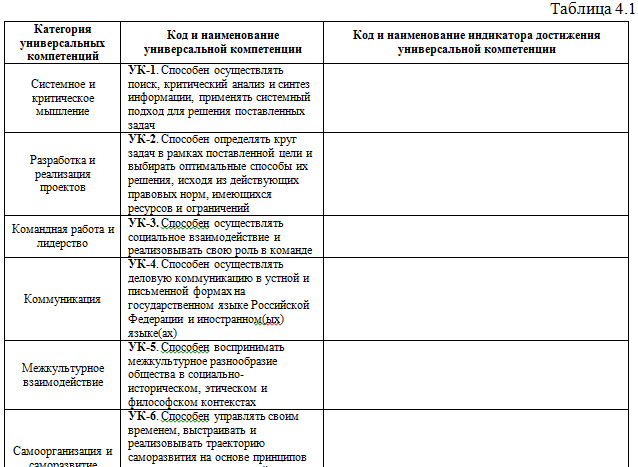 Таблица 4.1
Категория
универсальных
компетенций
Код и наименование
универсальной компетенции
Код и наименование индикатора достижения
универсальной компетенции
Системное и
критическое
мышление
УК-1. Способен осуществлять
поиск, критический анализ и синтез
информации, применять системный
подход для решения поставленных
задач
Разработка и
реализация
проектов
УК-2. Способен определять круг
задач в рамках поставленной цели и
выбирать оптимальные способы их
решения, исходя из действующих
правовых норм, имеющихся
ресурсов и ограничений
Командная работа и
лидерство
УК-3. Способен осуществлять
социальное взаимодействие и
реализовывать свою роль в команде
Коммуникация
УК-4. Способен осуществлять
деловую коммуникацию в устной и
письменной формах на
государственном языке Российской
Федерации и иностранном(ых)
языке(ах)
Межкультурное
взаимодействие
УК-5. Способен воспринимать
межкультурное разнообразие
общества в социально-
историческом, этическом и
философском контекстах
Самоорганизация и
саморазвитие
УК-6. Способен управлять своим
временем, выстраивать и
реализовывать траекторию
саморазвития на основе принципов